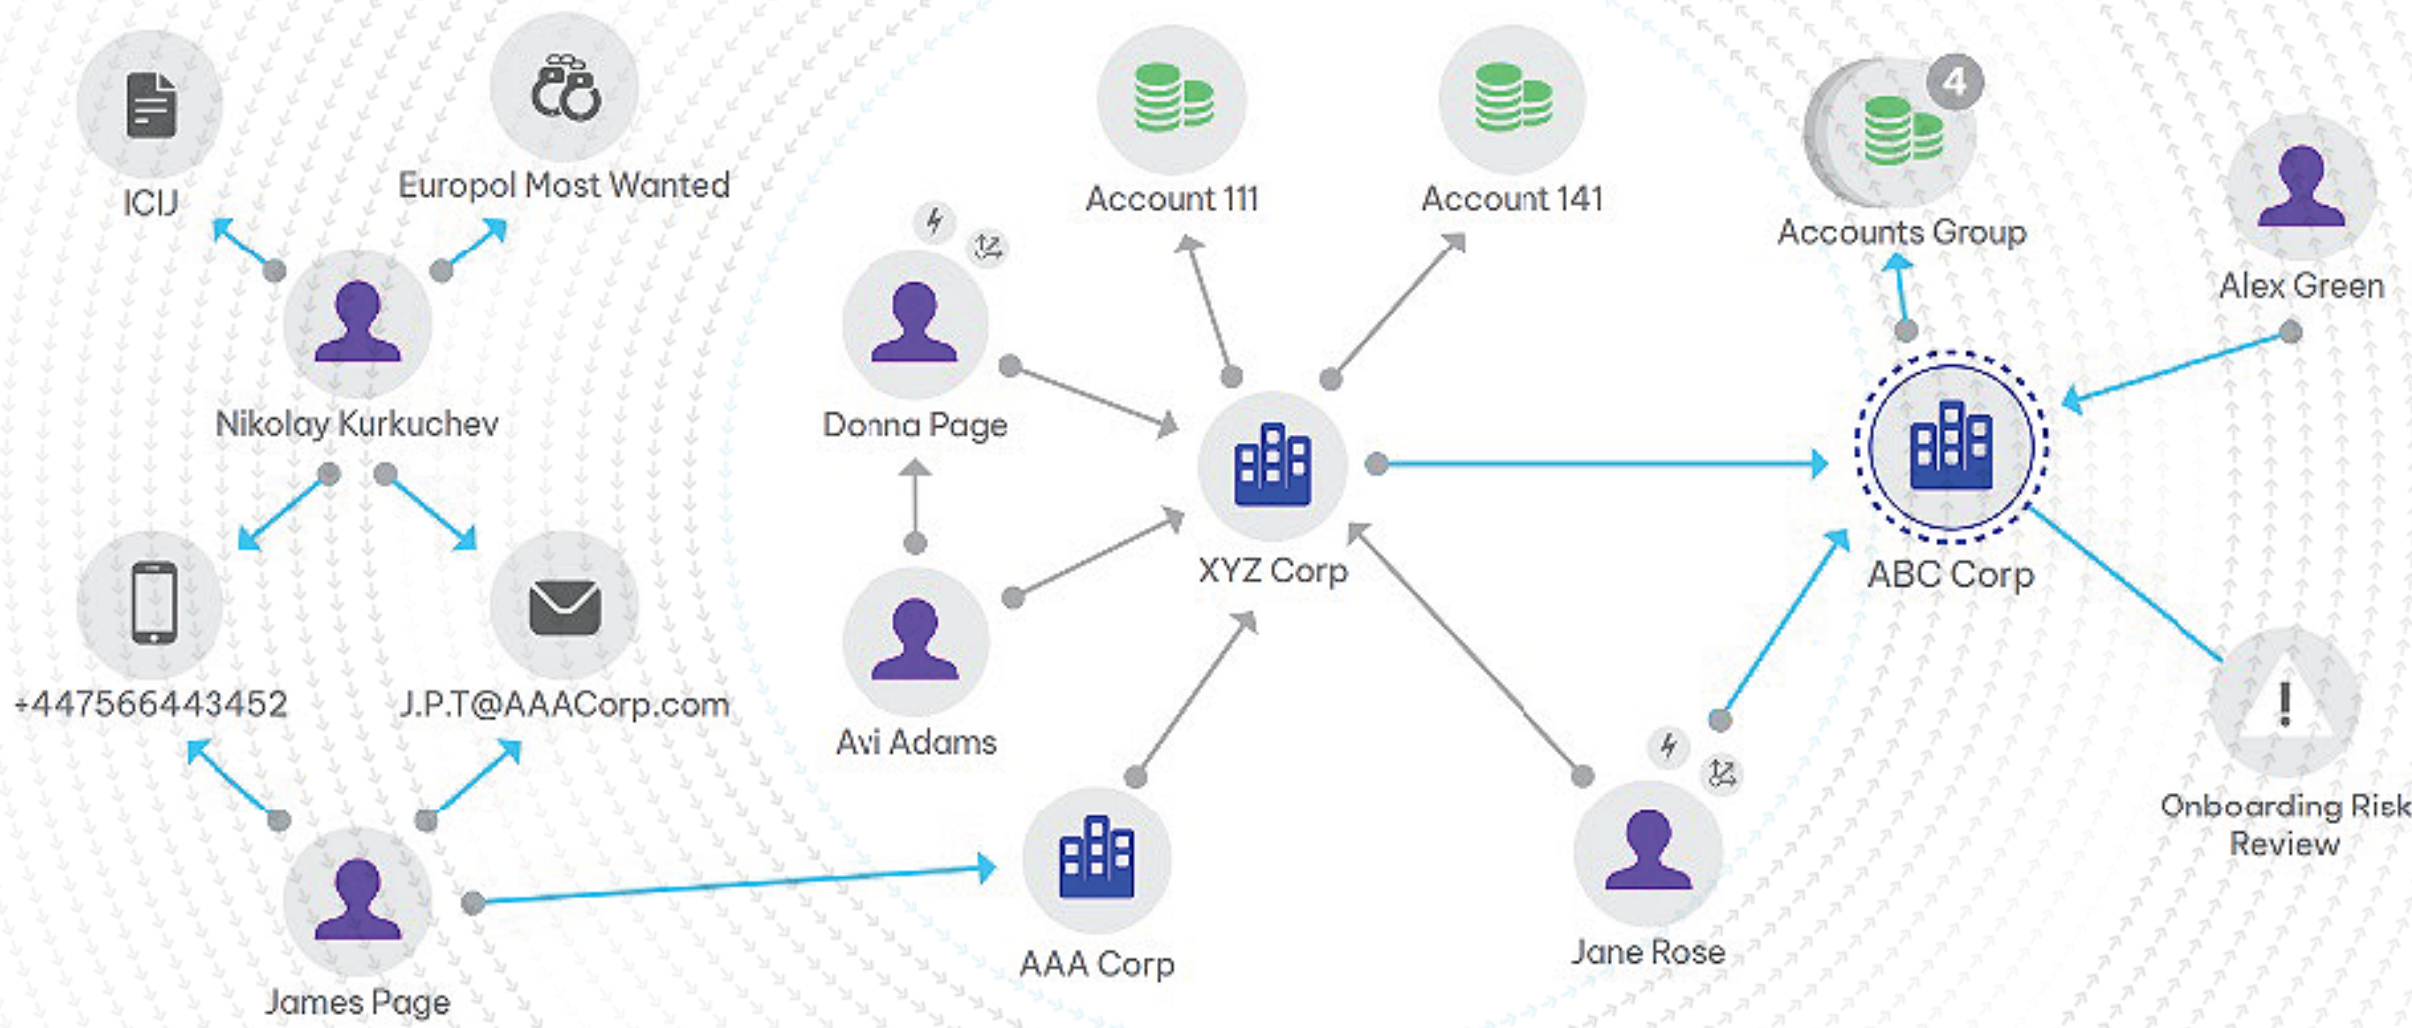 ICIJ
Europol Most Wanted
Account 111
Account 141
4
Accounts Group
Alex Green
Nikolay Kurkuchev
Donna Page
XYZ Corp
ABC Corp
+447566443452
J.P.T@AAACorp.com
Avi Adams
!
Onboarding Risk
Review
AAA Corp
Jane Rose
James Page